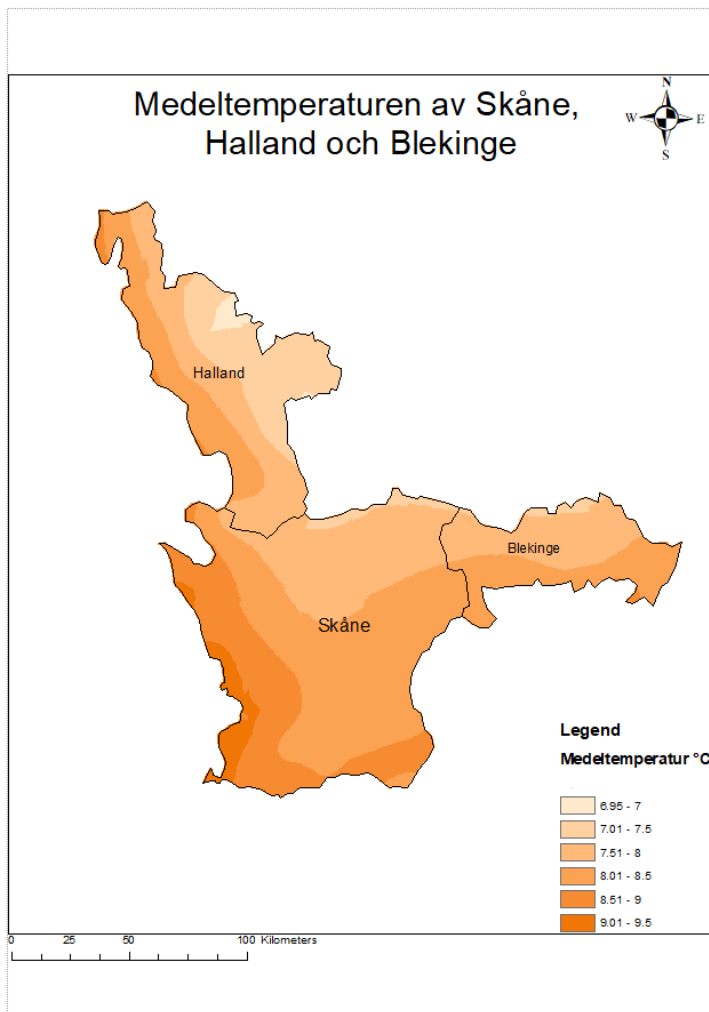 Medeltemperaturen av Skåne,
Halland och Blekinge
N
W E
S
Halland
Blekinge
Skåne
Legend
Medeltemperatur °C
6.95 - 7
7.01 - 7.5
7.51 - 8
8.01 - 8.5
8.51 - 9
9.01 - 9.5
0 25 50 100 Kilometers